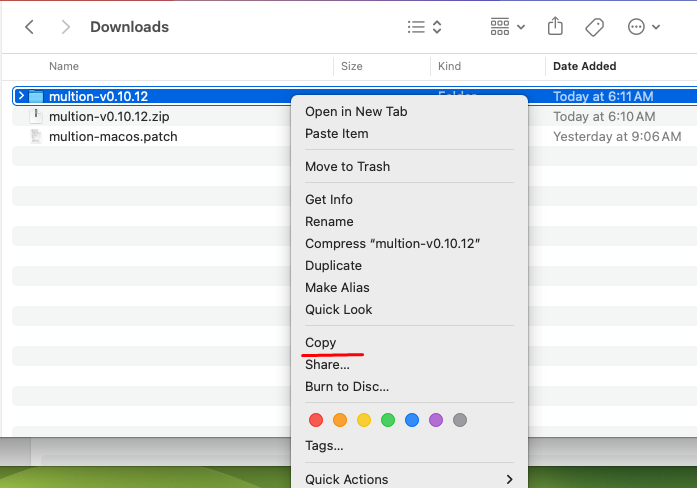 Downloads
Name Size Kind Date Added
multion-v0.10.12 Today at 6:11 AM
multion-v0.10.12.zip Today at 6:10 AM
multion-macos.patch Yesterday at 9:06 AM
Open in New Tab
Paste Item
Move to Trash
Get Info
Rename
Compress “multion-v0.10.12”
Duplicate
Make Alias
Quick Look
Copy
Share...
Burn to Disc...
Tags...
Quick Actions